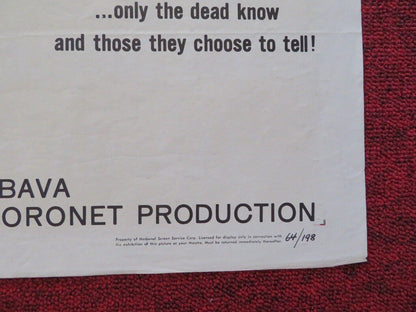 ...only the dead know
and those they choose to tell!
BAVA
ORONET PRODUCTION
Property of National Screen Service Corp. Licensed for display only in connection with
the exhibition of this picture at your theatre. Must be returned immediately thereafter.
64/198